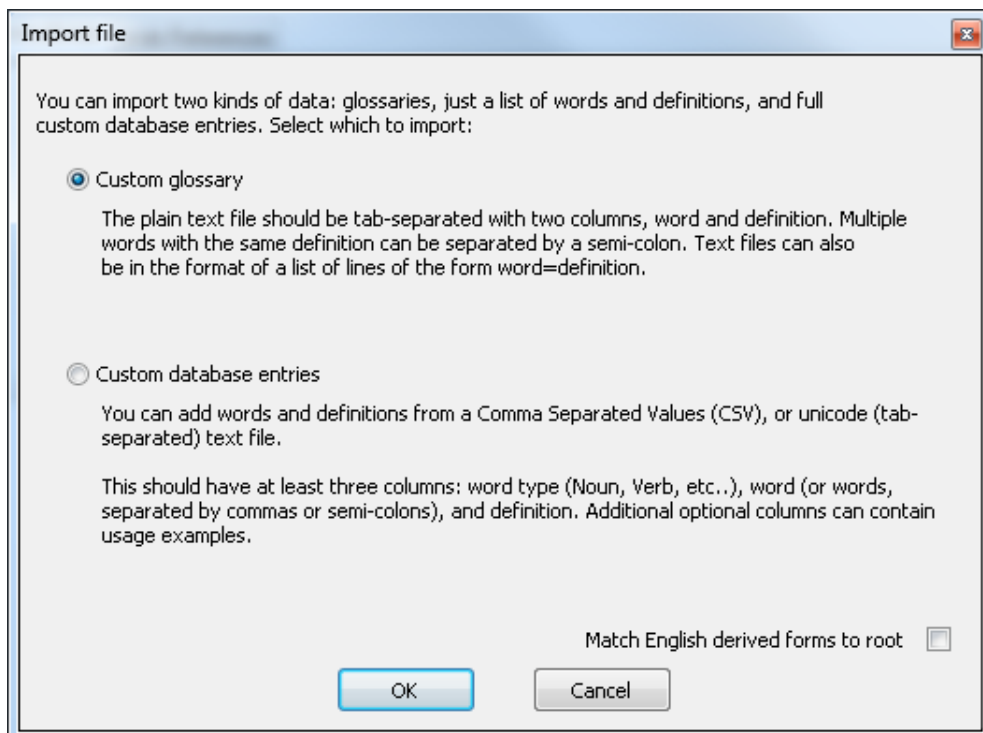 Import file
You can import two kinds of data: glossaries, just a list of words and definitions, and full
custom database entries. Select which to import:
Custom glossary
The plain text file should be tab-separated with two columns, word and definition. Multiple
words with the same definition can be separated by a semi-colon. Text files can also
be in the format of a list of lines of the form word=definition.
Custom database entries
You can add words and definitions from a Comma Separated Values (CSV), or unicode (tab-
separated) text file.
This should have at least three columns: word type (Noun, Verb, etc..), word (or words,
separated by commas or semi-colons), and definition. Additional optional columns can contain
usage examples.
Match English derived forms to root
OK
Cancel